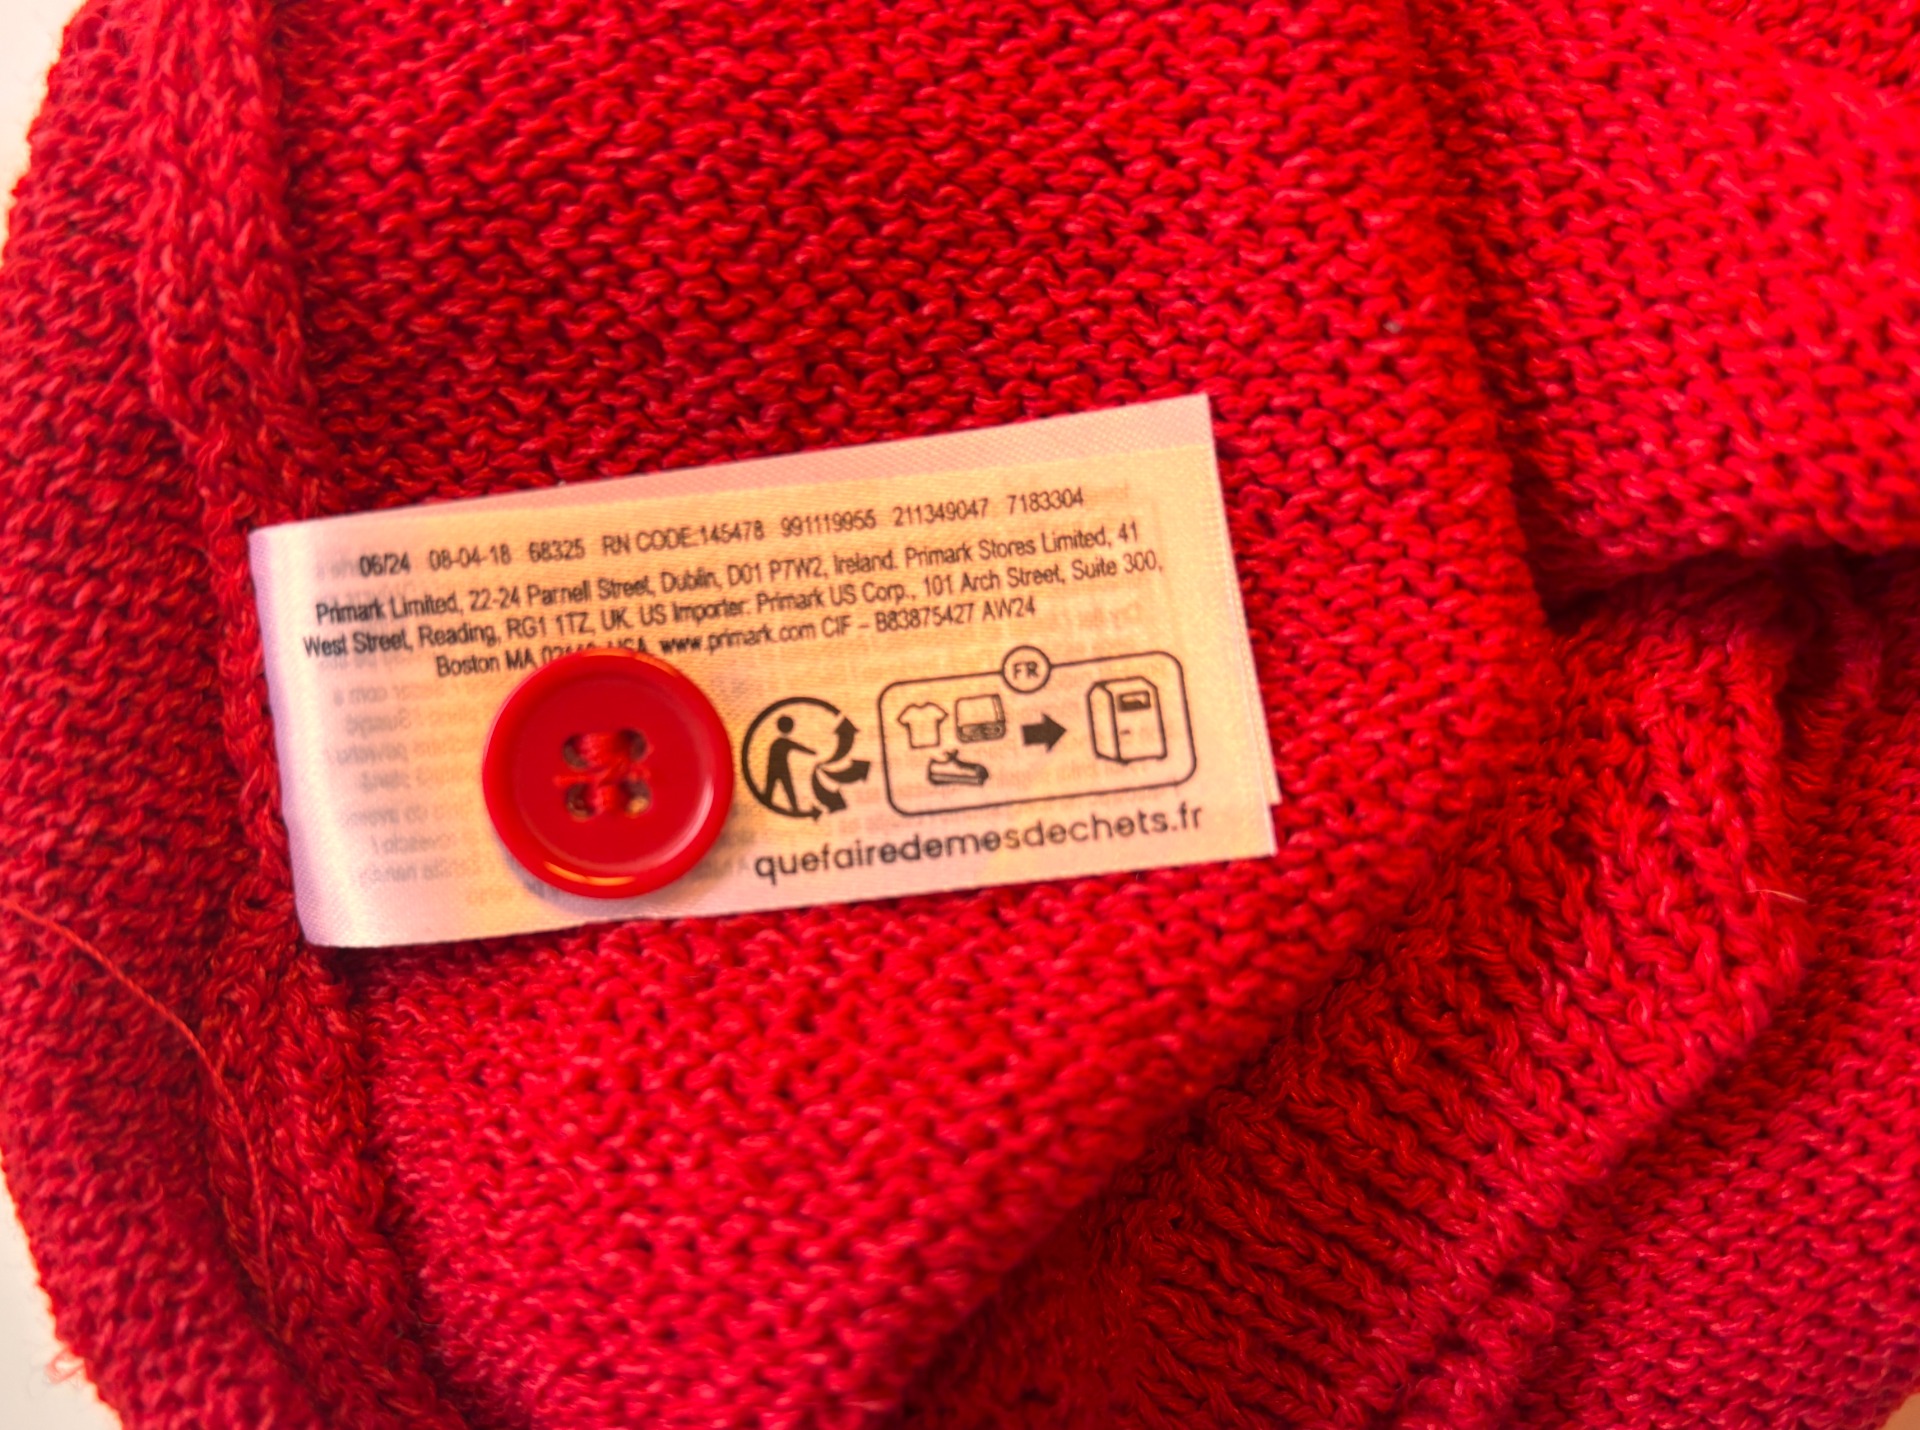 06/24 08-04-18 68325 RN CODE:145478 991119955 211349047 7183304
Primark Limited, 22-24 Parnell Street, Dublin, D01 P7W2, Ireland. Primark Stores Limited, 41
West Street, Reading, RG1 1TZ, UK. US Importer: Primark US Corp., 101 Arch Street, Suite 300,
Boston MA USA www.primark.com CIF – B83875427 AW24
FR
quefairedemesdechets.fr